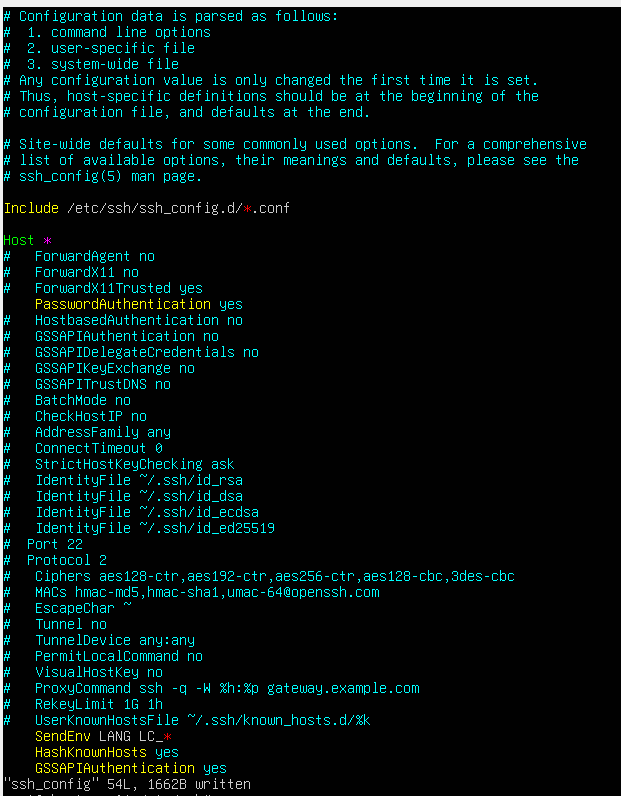 # Configuration data is parsed as follows:
#  1. command line options
#  2. user-specific file
#  3. system-wide file
# Any configuration value is only changed the first time it is set.
# Thus, host-specific definitions should be at the beginning of the
# configuration file, and defaults at the end.
# Site-wide defaults for some commonly used options.  For a comprehensive
# list of available options, their meanings and defaults, please see the
# ssh_config(5) man page.
Include /etc/ssh/ssh_config.d/*.conf
Host *
#   ForwardAgent no
#   ForwardX11 no
#   ForwardX11Trusted yes
    PasswordAuthentication yes
#   HostbasedAuthentication no
#   GSSAPIAuthentication no
#   GSSAPIDelegateCredentials no
#   GSSAPIKeyExchange no
#   GSSAPITrustDNS no
#   BatchMode no
#   CheckHostIP no
#   AddressFamily any
#   ConnectTimeout 0
#   StrictHostKeyChecking ask
#   IdentityFile ~/.ssh/id_rsa
#   IdentityFile ~/.ssh/id_dsa
#   IdentityFile ~/.ssh/id_ecdsa
#   IdentityFile ~/.ssh/id_ed25519
#  Port 22
#  Protocol 2
#   Ciphers aes128-ctr,aes192-ctr,aes256-ctr,aes128-cbc,3des-cbc
#   MACs hmac-md5,hmac-sha1,umac-64@openssh.com
#   EscapeChar ~
#   Tunnel no
#   TunnelDevice any:any
#   PermitLocalCommand no
#   VisualHostKey no
#   ProxyCommand ssh -q -W %h:%p gateway.example.com
#   RekeyLimit 1G 1h
#   UserKnownHostsFile ~/.ssh/known_hosts.d/%k
    SendEnv LANG LC_*
    HashKnownHosts yes
    GSSAPIAuthentication yes
"ssh_config" 54L, 1662B written